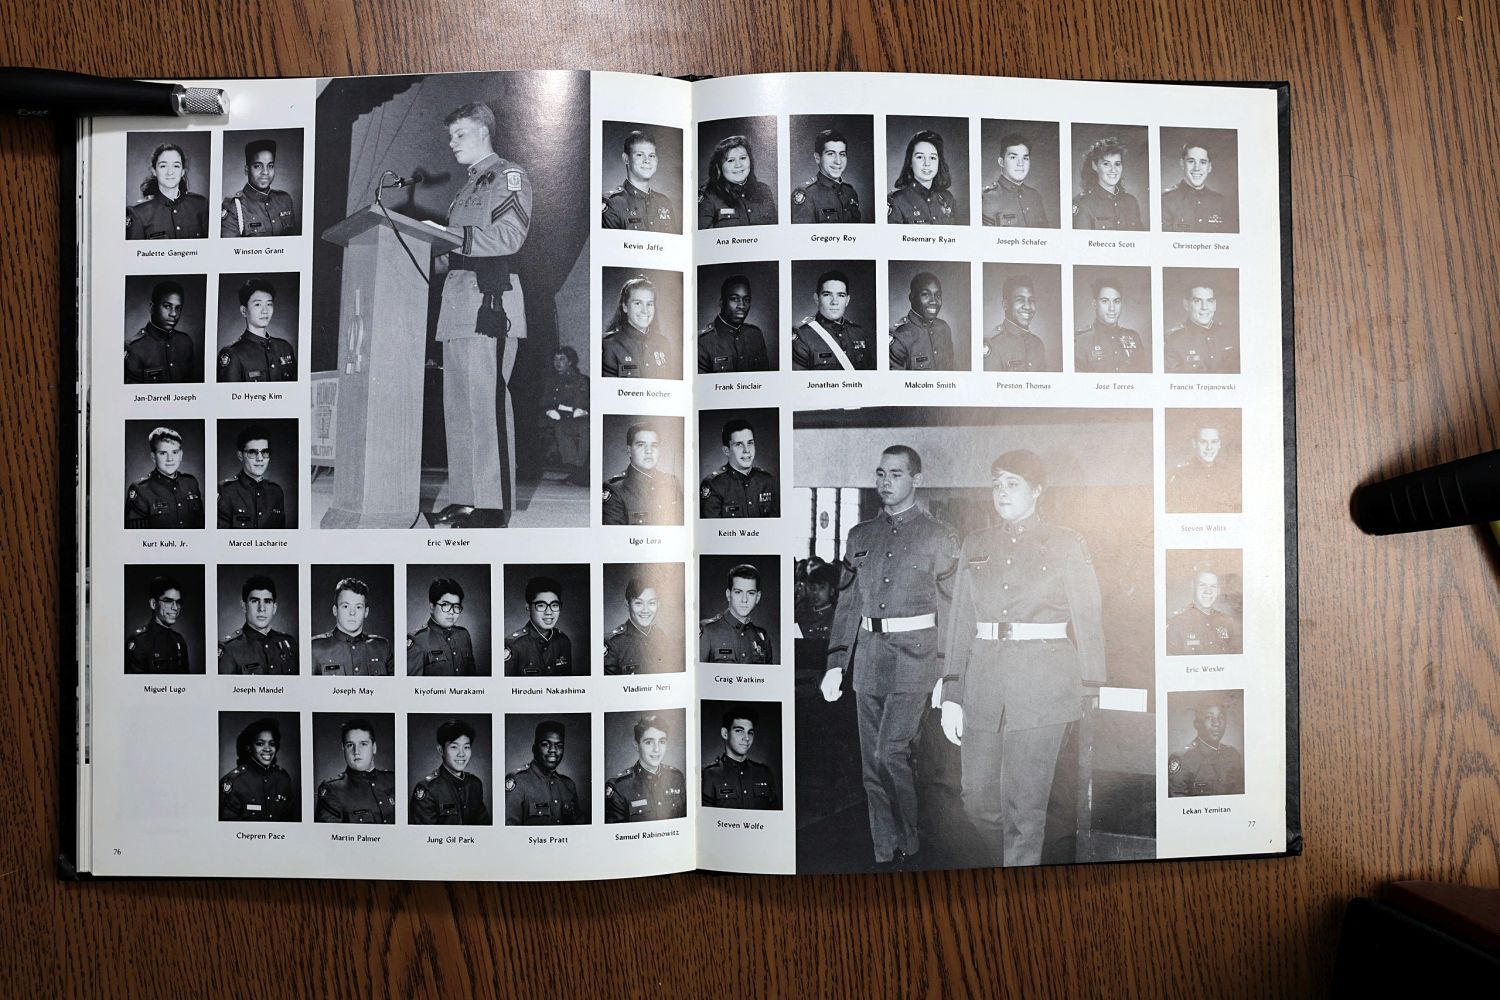 Excel
Paulette Gangemi
Winston Grant
Kevin Jaffe
Jan-Darrell Joseph
Do Hyeng Kim
Doreen Kocher
MILITARY
Kurt Kuhl, Jr.
Marcel Lacharite
Eric Wexler
Ugo Lora
Miguel Lugo
Joseph Mandel
Joseph May
Kiyofumi Murakami
Hiroduni Nakashima
Vladimir Neri
Chepren Pace
Martin Palmer
Jung Gil Park
Sylas Pratt
Samuel Rabinowitz
76
Ana Romero
Gregory Roy
Rosemary Ryan
Joseph Schafer
Rebecca Scott
Christopher Shea
Frank Sinclair
Jonathan Smith
Malcolm Smith
Preston Thomas
Jose Torres
Francis Trojanowski
Keith Wade
Steven Walits
Craig Watkins
Eric Wexler
Steven Wolfe
Lekan Yemitan
77